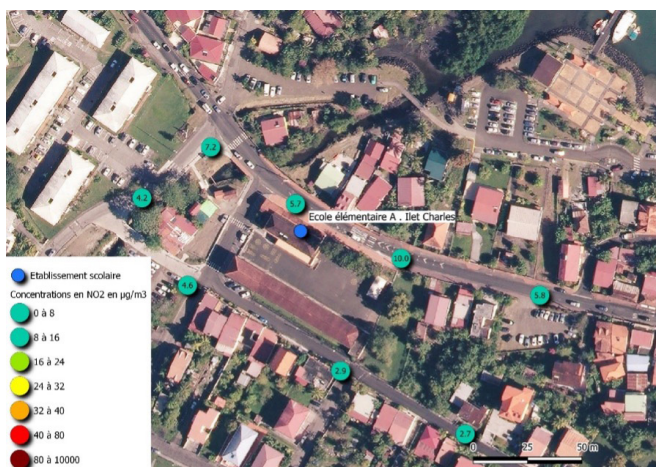 7.2
4.2
5.7
Ecole élémentaire A . Ilet Charles
10.0
4.6
5.8
2.9
2.7
Etablissement scolaire
Concentrations en NO2 en µg/m3
0 à 8
8 à 16
16 à 24
24 à 32
32 à 40
40 à 80
80 à 10000
0 25 50 m